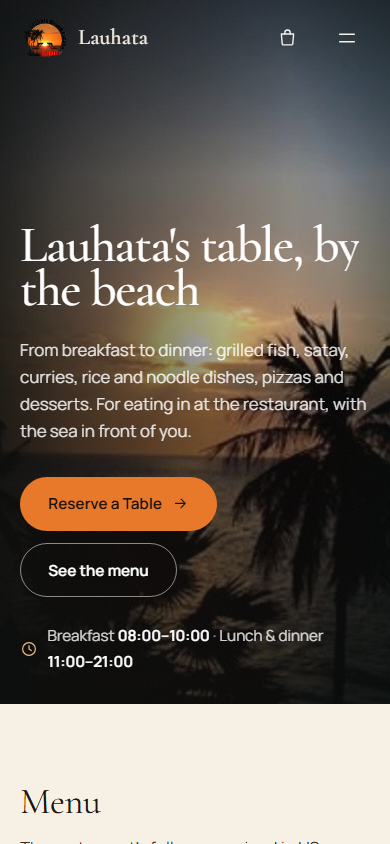 Lauhata
Lauhata's table, by
the beach
From breakfast to dinner: grilled fish, satay,
curries, rice and noodle dishes, pizzas and
desserts. For eating in at the restaurant, with
the sea in front of you.
Reserve a Table →
See the menu
Breakfast 08:00–10:00 · Lunch & dinner
11:00–21:00
Menu